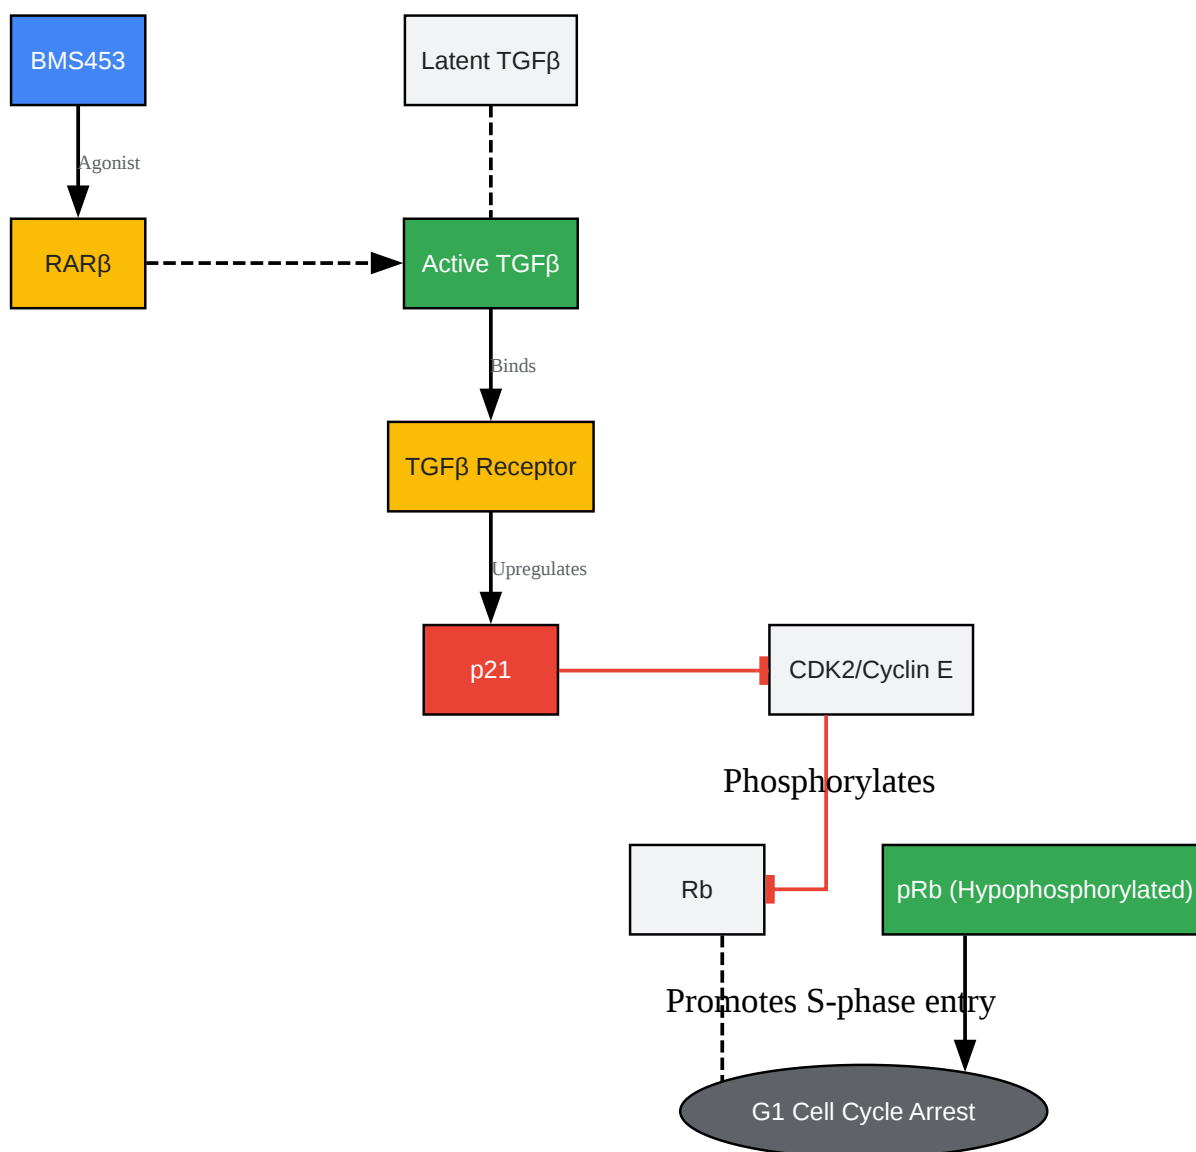 BMS453
Latent TGFβ
Agonist
RARβ
Active TGFβ
Binds
TGFβ Receptor
Upregulates
p21
CDK2/Cyclin E
Phosphorylates
Rb
pRb (Hypophosphorylated)
Promotes S-phase entry
G1 Cell Cycle Arrest